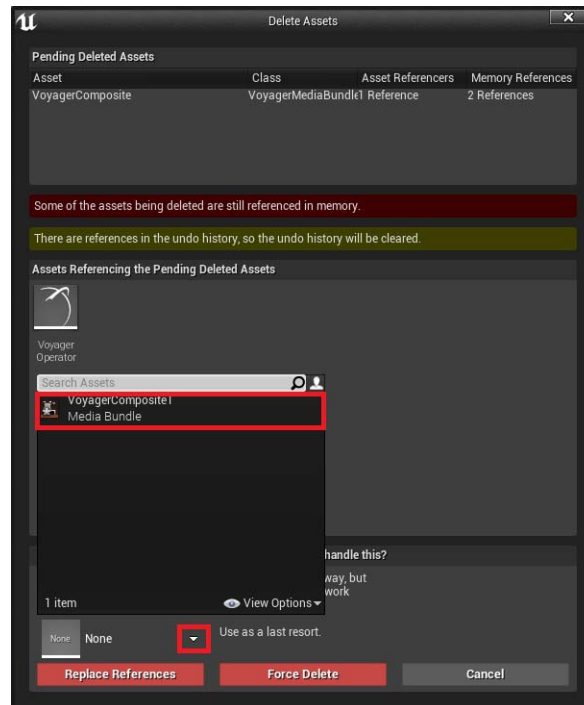 Delete Assets
Pending Deleted Assets
Asset Class Asset Referencers Memory References
VoyagerComposite VoyagerMediaBundle 1 Reference 2 References
Some of the assets being deleted are still referenced in memory.
There are references in the undo history, so the undo history will be cleared.
Assets Referencing the Pending Deleted Assets
Voyager
Operator
Search Assets
VoyagerComposite1
Media Bundle
handle this?
way, but
work
1 item View Options
None None Use as a last resort.
Replace References Force Delete Cancel